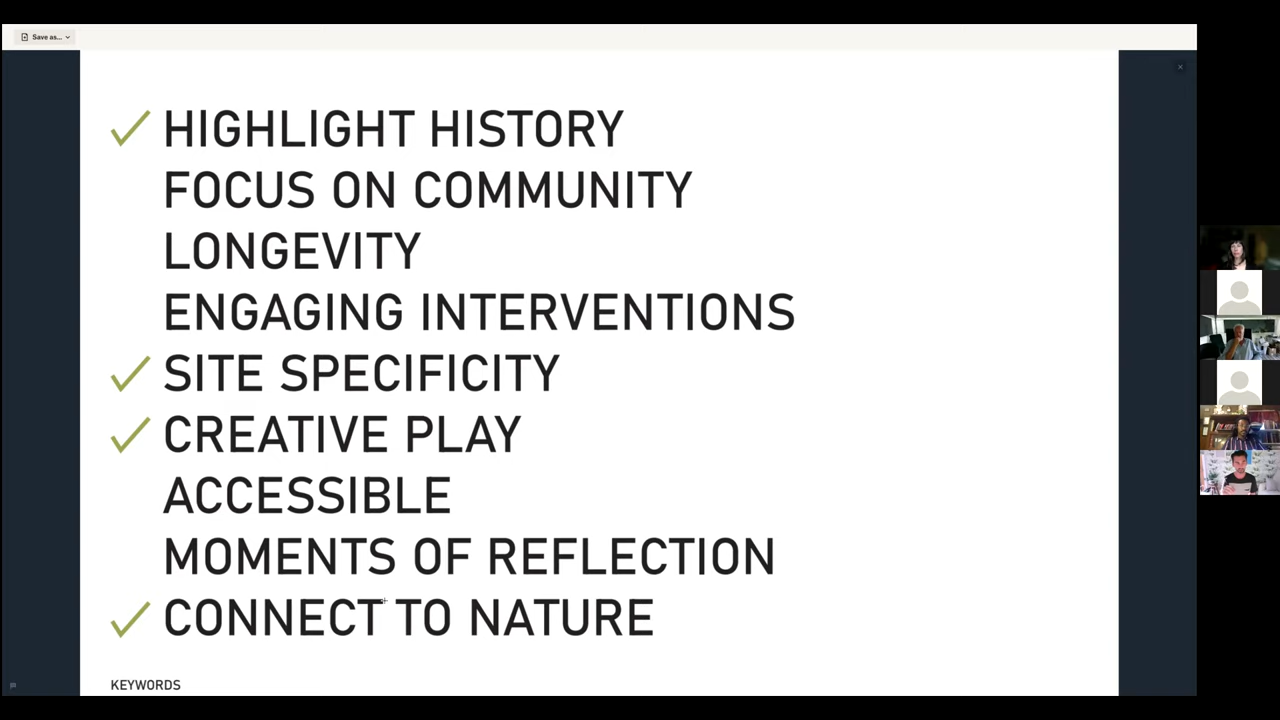 Save as...
HIGHLIGHT HISTORY
FOCUS ON COMMUNITY
LONGEVITY
ENGAGING INTERVENTIONS
SITE SPECIFICITY
CREATIVE PLAY
ACCESSIBLE
MOMENTS OF REFLECTION
CONNECT TO NATURE
KEYWORDS